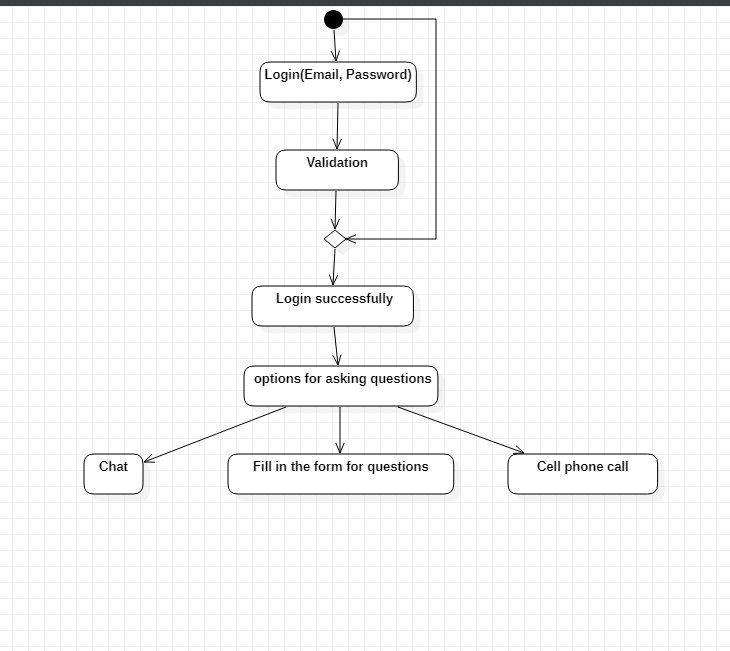 Login(Email, Password)
Validation
Login successfully
options for asking questions
Chat
Fill in the form for questions
Cell phone call